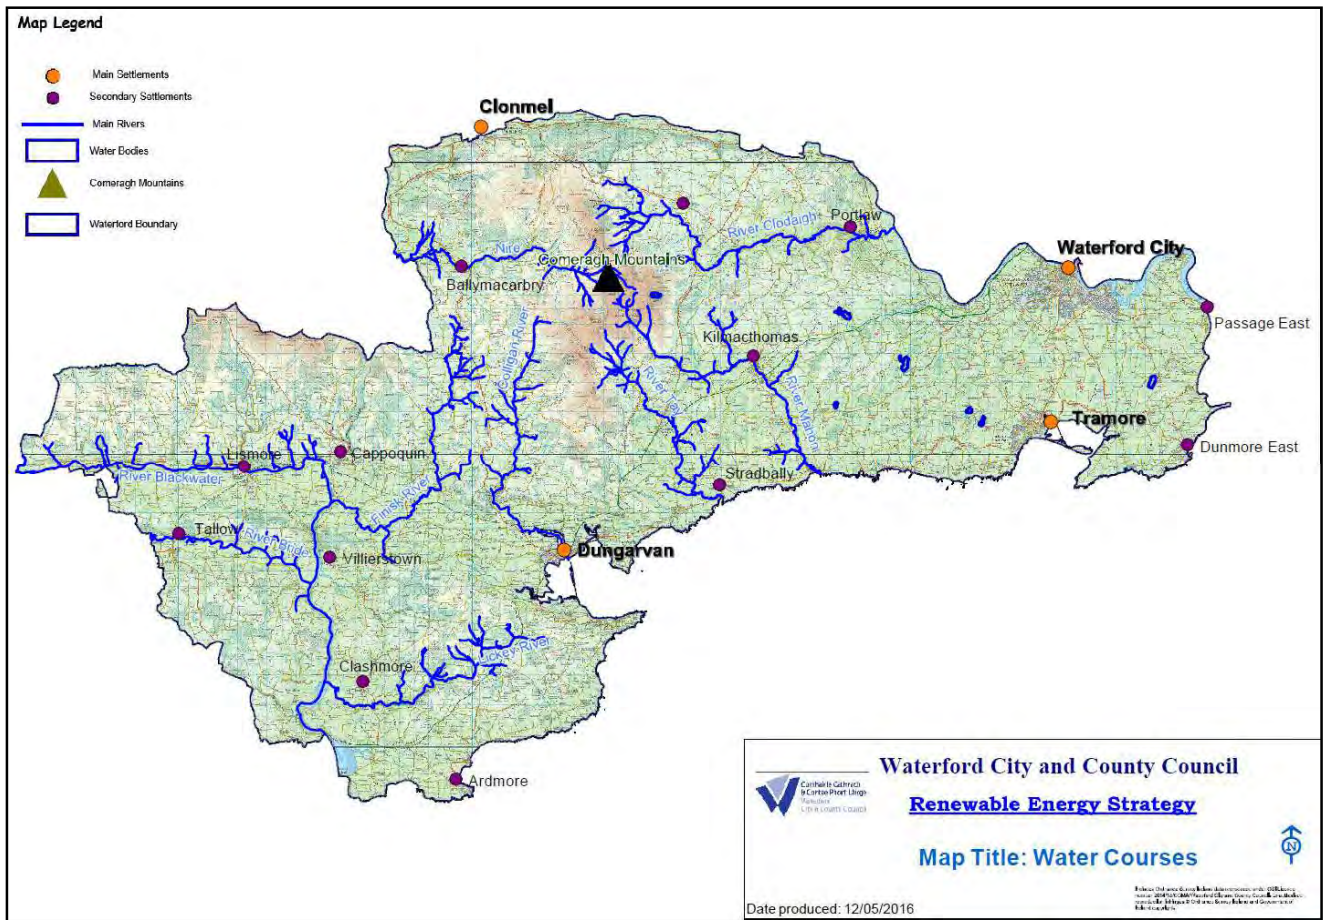 Map Legend
Main Settlements
Secondary Settlements
Main Rivers
Water Bodies
Comeragh Mountains
Waterford Boundary
Clonmel
Portlaw
River Clodaigh
Waterford City
Nire
Comeragh Mountains
Ballymacarbry
Passage East
Colligan River
Kilmacthomas
River Tay
River Mahon
Tramore
Dunmore East
Lismore
Cappoquin
River Blackwater
Stradbally
Finisk River
Tallow
River Bride
Villierstown
Dungarvan
Clashmore
Lickey River
Ardmore
Waterford City and County Council
Renewable Energy Strategy
Map Title: Water Courses
N
Date produced: 12/05/2016